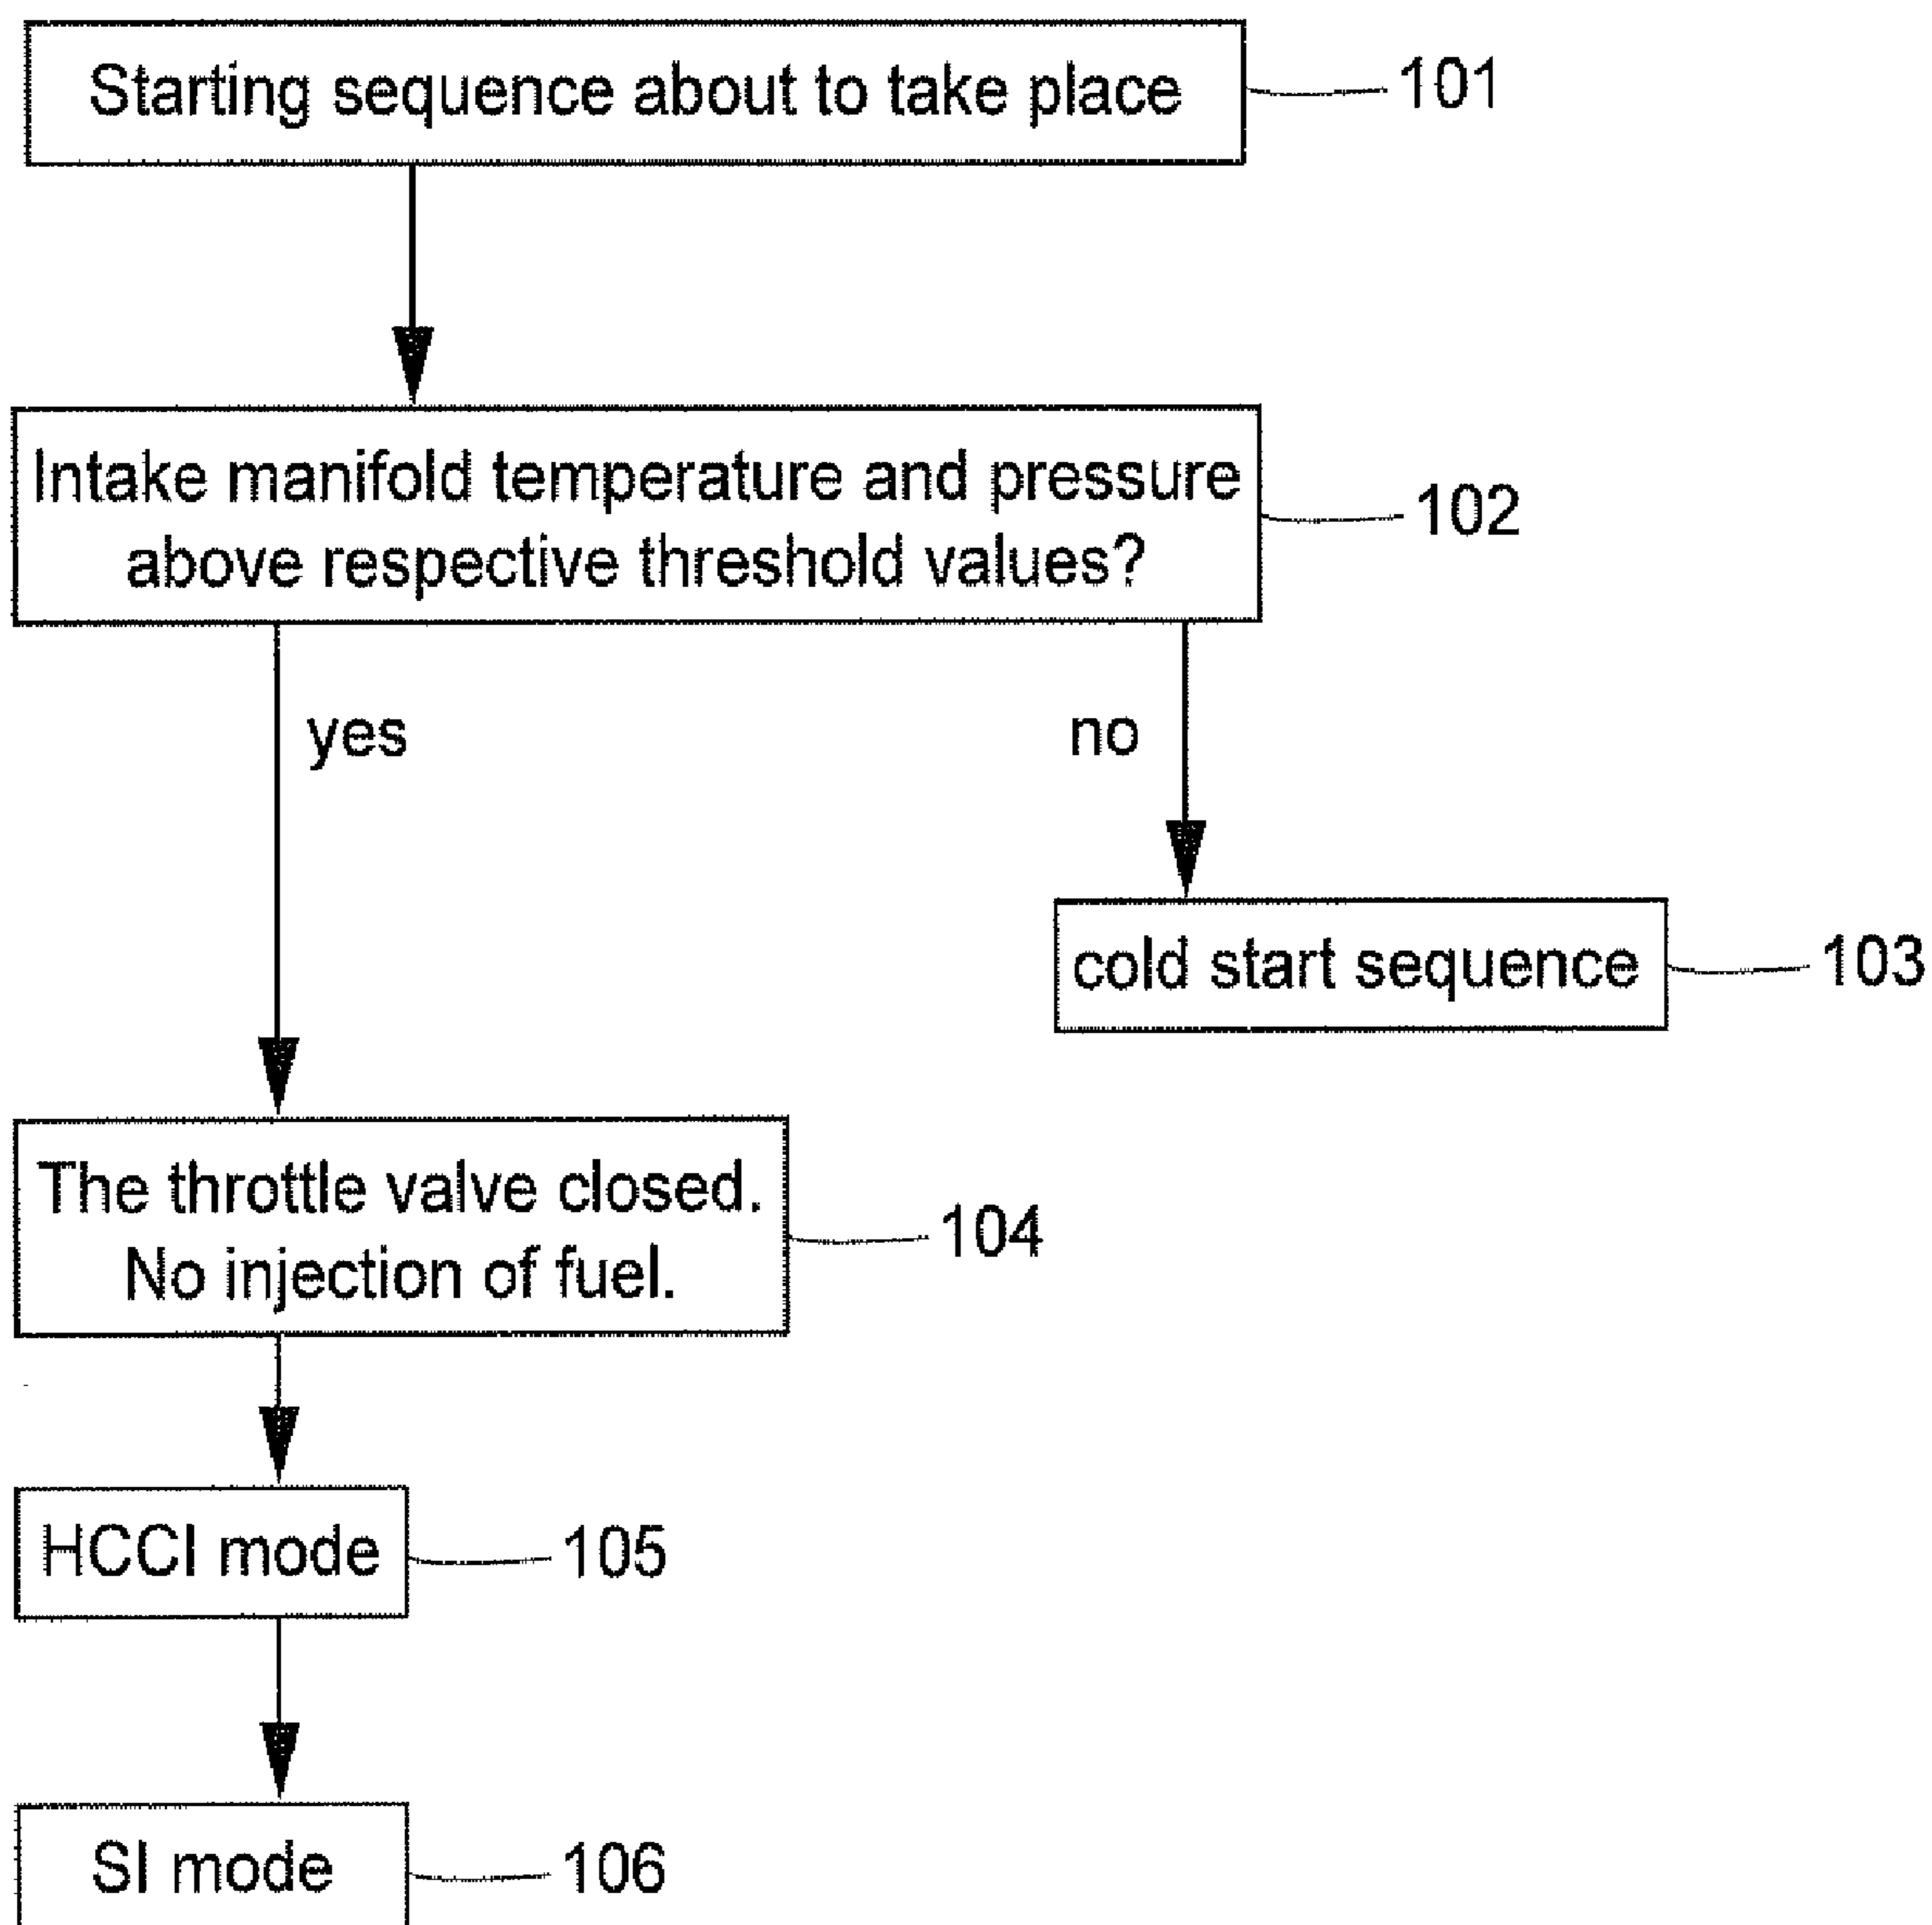 Starting sequence about to take place
101
Intake manifold temperature and pressure
above respective threshold values?
102
yes
no
cold start sequence
103
The throttle valve closed.
No injection of fuel.
104
HCCI mode
105
SI mode
106